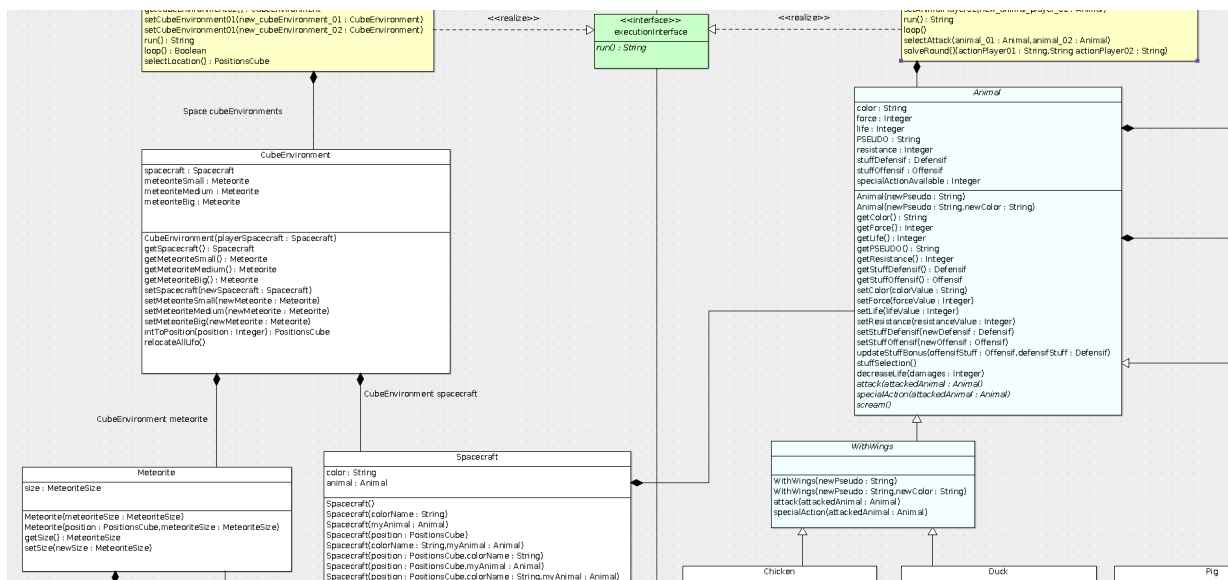 setCubeEnvironment01(new_cubeEnvironment_01 : CubeEnvironment)
setCubeEnvironment02(new_cubeEnvironment_02 : CubeEnvironment)
run() : String
loop() : Boolean
selectLocation() : PositionsCube
<<realize>>
<<interface>>
executionInterface
run() : String
<<realize>>
run() : String
loop()
selectAttack(animal_01 : Animal,animal_02 : Animal)
solveRound()(actionPlayer01 : String,String actionPlayer02 : String)
Space cubeEnvironments
CubeEnvironment
spacecraft : Spacecraft
meteoriteSmall : Meteorite
meteoriteMedium : Meteorite
meteoriteBig : Meteorite
CubeEnvironment(playerSpacecraft : Spacecraft)
getSpacecraft() : Spacecraft
getMeteoriteSmall() : Meteorite
getMeteoriteMedium() : Meteorite
getMeteoriteBig() : Meteorite
setSpacecraft(newSpacecraft : Spacecraft)
setMeteoriteSmall(newMeteorite : Meteorite)
setMeteoriteMedium(newMeteorite : Meteorite)
setMeteoriteBig(newMeteorite : Meteorite)
intToPosition(position : Integer) : PositionsCube
relocateAllUfo()
Animal
color : String
force : Integer
life : Integer
PSEUDO : String
resistance : Integer
stuffDefensif : Defensif
stuffOffensif : Offensif
specialActionAvailable : Integer
Animal(newPseudo : String)
Animal(newPseudo : String,newColor : String)
getColor() : String
getForce() : Integer
getLife() : Integer
getPSEUDO() : String
getResistance() : Integer
getStuffDefensif() : Defensif
getStuffOffensif() : Offensif
setColor(colorValue : String)
setForce(forceValue : Integer)
setLife(lifeValue : Integer)
setResistance(resistanceValue : Integer)
setStuffDefensif(newDefensif : Defensif)
setStuffOffensif(newOffensif : Offensif)
updateStuffBonus(offensifStuff : Offensif,defensifStuff : Defensif)
stuffSelection()
decreaseLife(damages : Integer)
attack(attackedAnimal : Animal)
specialAction(attackedAnimal : Animal)
scream()
CubeEnvironment meteorite
CubeEnvironment spacecraft
Meteorite
size : MeteoriteSize
Meteorite(meteoriteSize : MeteoriteSize)
Meteorite(position : PositionsCube,meteoriteSize : MeteoriteSize)
getSize() : MeteoriteSize
setSize(newSize : MeteoriteSize)
Spacecraft
color : String
animal : Animal
Spacecraft()
Spacecraft(colorName : String)
Spacecraft(myAnimal : Animal)
Spacecraft(position : PositionsCube)
Spacecraft(colorName : String,myAnimal : Animal)
Spacecraft(position : PositionsCube,colorName : String)
Spacecraft(position : PositionsCube,myAnimal : Animal)
Spacecraft(position : PositionsCube,colorName : String,myAnimal : Animal)
WithWings
WithWings(newPseudo : String)
WithWings(newPseudo : String,newColor : String)
attack(attackedAnimal : Animal)
specialAction(attackedAnimal : Animal)
Chicken
Duck
Pig